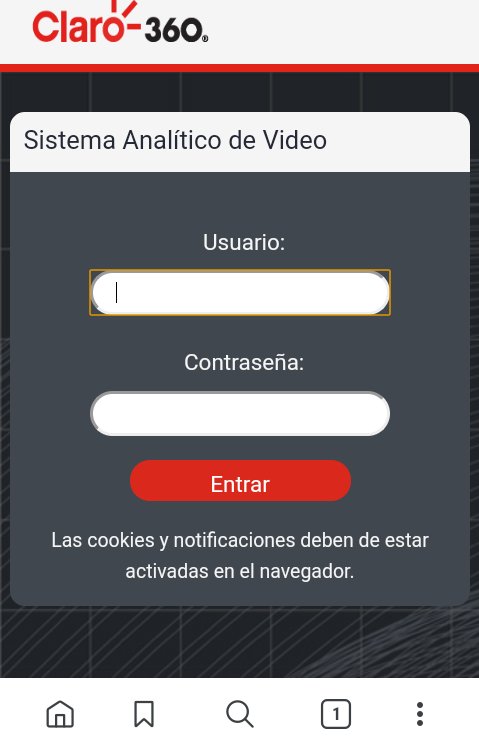 Claro-360®
Sistema Analítico de Video
Usuario:
Contraseña:
Entrar
Las cookies y notificaciones deben de estar
activadas en el navegador.
1